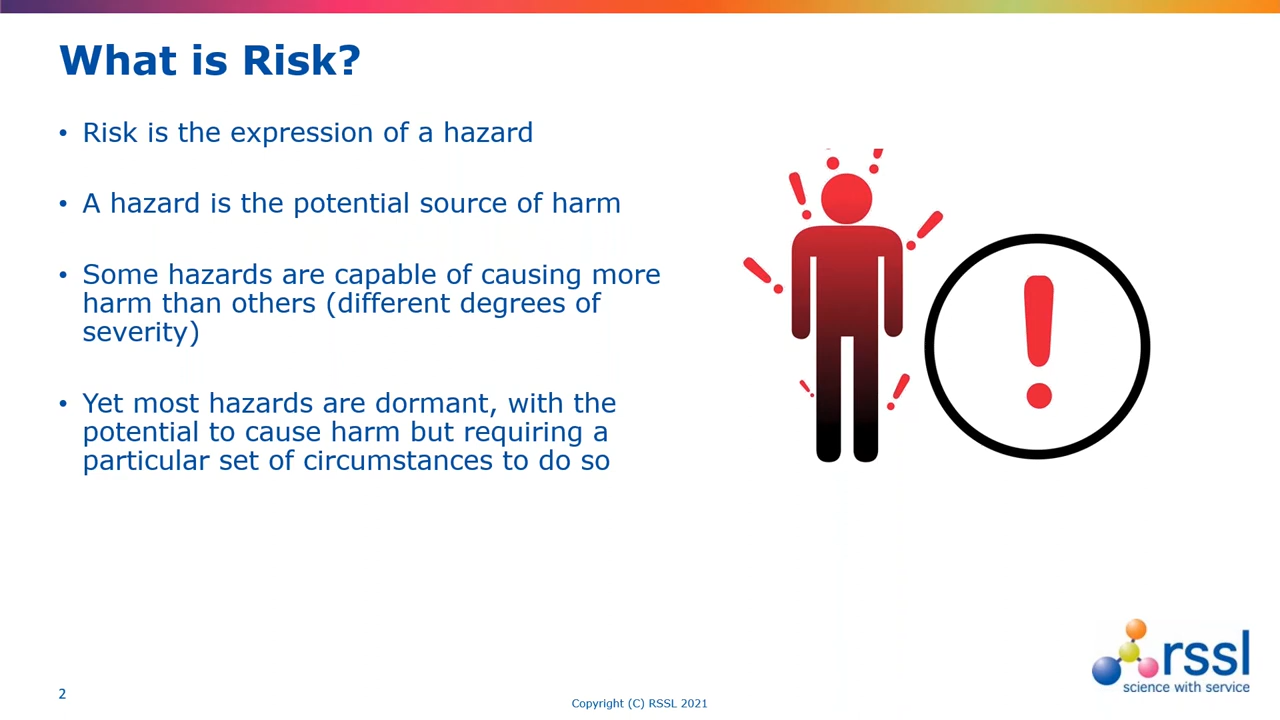 What is Risk?
• Risk is the expression of a hazard
• A hazard is the potential source of harm
• Some hazards are capable of causing more
harm than others (different degrees of
severity)
• Yet most hazards are dormant, with the
potential to cause harm but requiring a
particular set of circumstances to do so
rssl
science with service
2
Copyright (C) RSSL 2021